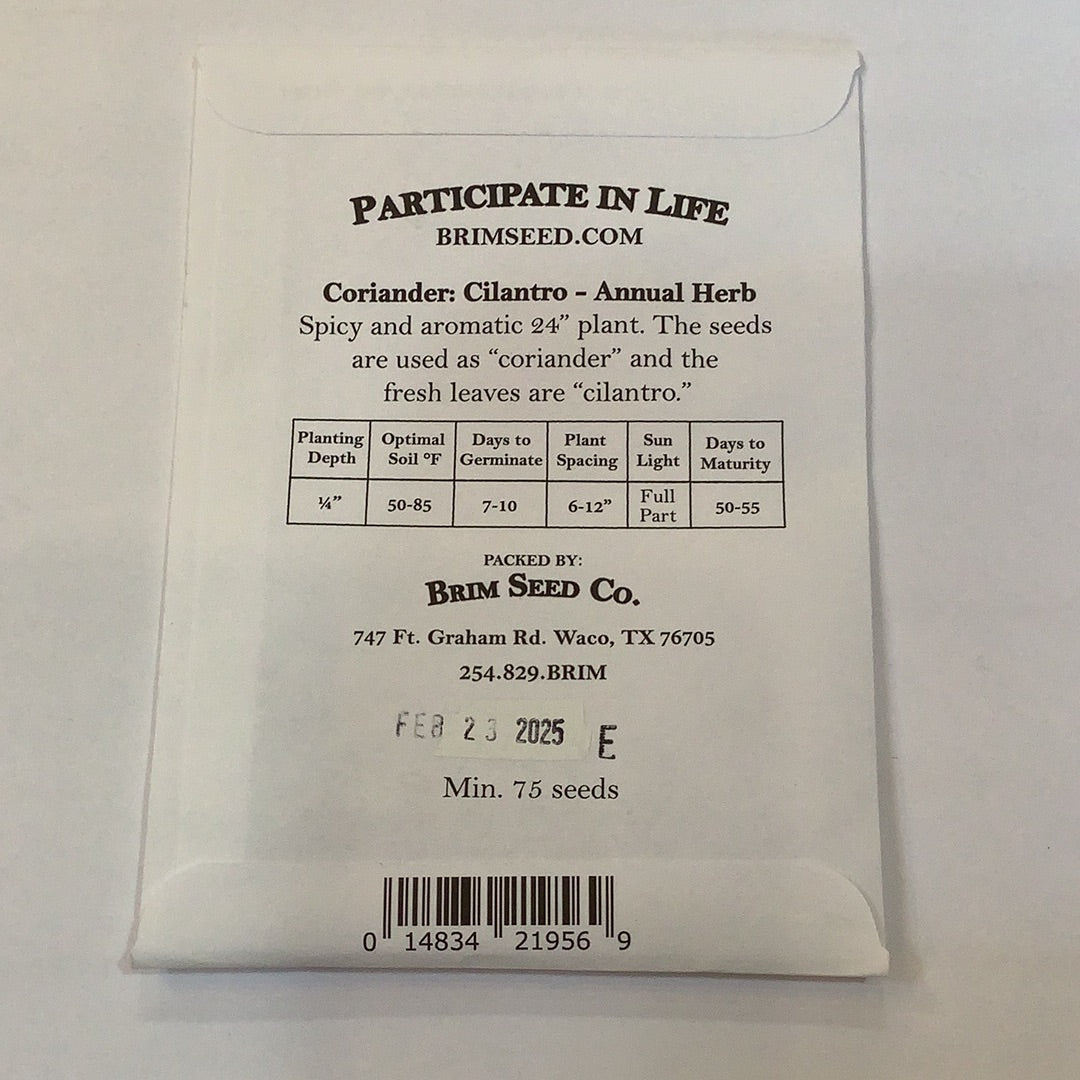 PARTICIPATE IN LIFE
BRIMSEED.COM
Coriander: Cilantro - Annual Herb
Spicy and aromatic 24” plant. The seeds
are used as “coriander” and the
fresh leaves are “cilantro.”
Planting Depth Optimal Soil °F Days to Germinate Plant Spacing Sun Light Days to Maturity
¼” 50-85 7-10 6-12” Full Part 50-55
PACKED BY:
BRIM SEED CO.
747 Ft. Graham Rd. Waco, TX 76705
254.829.BRIM
FEB 23 2025 E
Min. 75 seeds
0 14834 21956 9